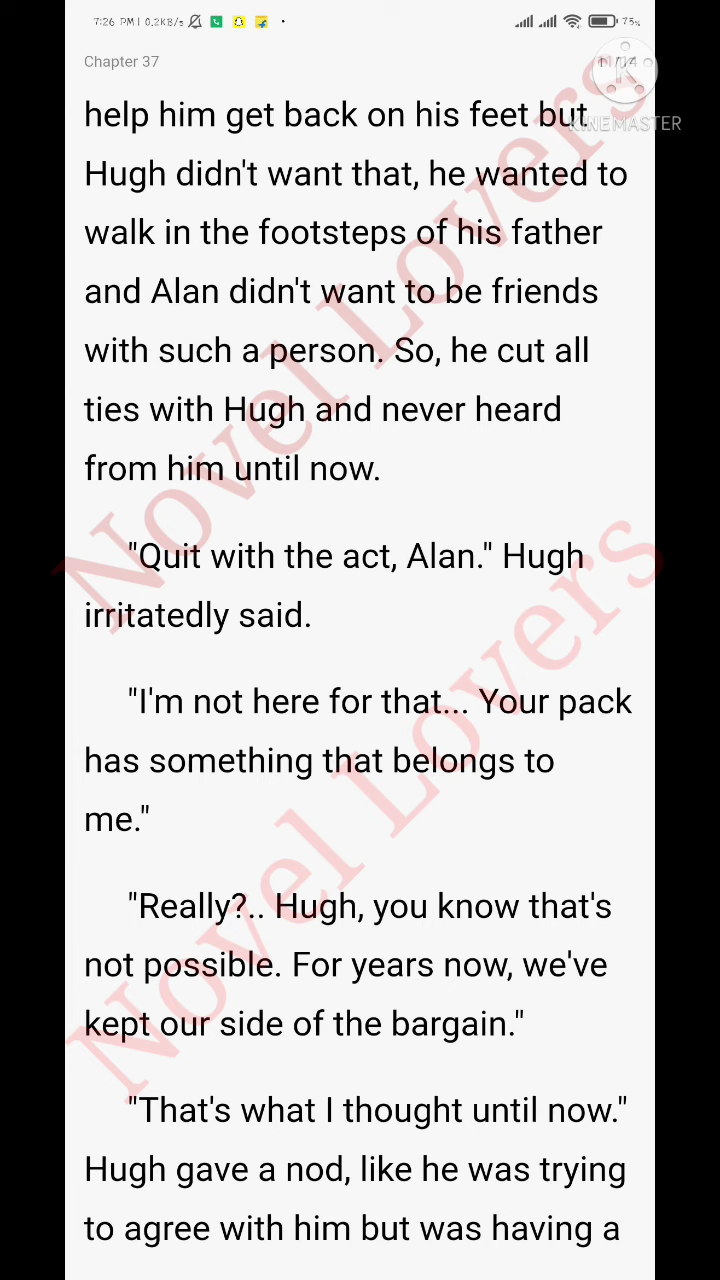 7:26 PM | 0.2KB/s
75%
Chapter 37
KINEMASTER
help him get back on his feet but
Hugh didn't want that, he wanted to
walk in the footsteps of his father
and Alan didn't want to be friends
with such a person. So, he cut all
ties with Hugh and never heard
from him until now.
"Quit with the act, Alan." Hugh
irritatedly said.
"I'm not here for that... Your pack
has something that belongs to
me."
"Really?.. Hugh, you know that's
not possible. For years now, we've
kept our side of the bargain."
"That's what I thought until now."
Hugh gave a nod, like he was trying
to agree with him but was having a
Novel Lovers
Novel Lovers